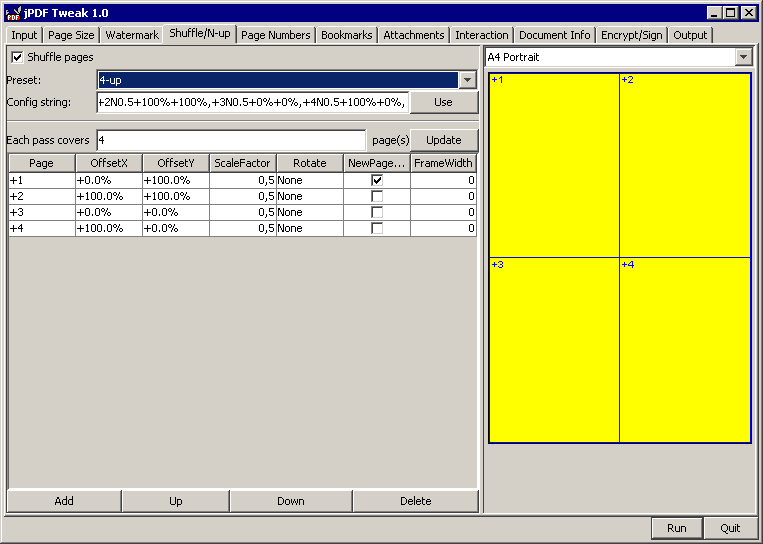 PDF jPDF Tweak 1.0
Input Page Size Watermark Shuffle/N-up Page Numbers Bookmarks Attachments Interaction Document Info Encrypt/Sign Output
Shuffle pages
Preset: 4-up
Config string: +2N0.5+100%+100%,+3N0.5+0%+0%,+4N0.5+100%+0%, Use
Each pass covers 4 page(s) Update
Page OffsetX OffsetY ScaleFactor Rotate NewPage... FrameWidth
+1 +0.0% +100.0% 0,5 None 0
+2 +100.0% +100.0% 0,5 None 0
+3 +0.0% +0.0% 0,5 None 0
+4 +100.0% +0.0% 0,5 None 0
Add Up Down Delete
A4 Portrait
+1 +2
+3 +4
Run Quit